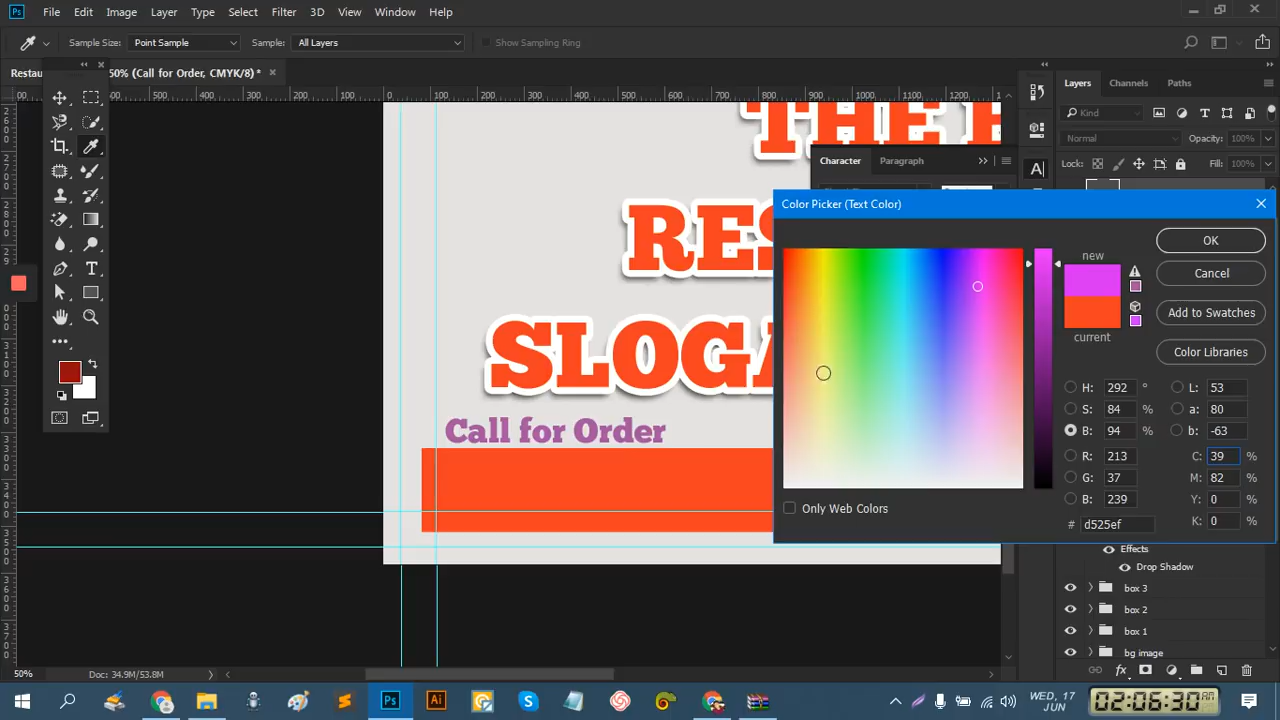 File Edit Image Layer Type Select Filter 3D View Window Help
Sample Size: Point Sample Sample: All Layers Show Sampling Ring
Restau 50% (Call for Order, CMYK/8) *
Layers Channels Paths
Kind
Normal Opacity: 100%
Lock: Fill: 100%
Character Paragraph
THE
RES
SLOGA
Call for Order
Color Picker (Text Color)
new
current
OK
Cancel
Add to Swatches
Color Libraries
H: 292 ° L: 53
S: 84 % a: 80
B: 94 % b: -63
R: 213 C: 39 %
G: 37 M: 82 %
B: 239 Y: 0 %
# d525ef K: 0 %
Only Web Colors
Effects
Drop Shadow
box 3
box 2
box 1
bg image
50% Doc: 34.9M/53.8M
WED, 17
JUN
02:06:30